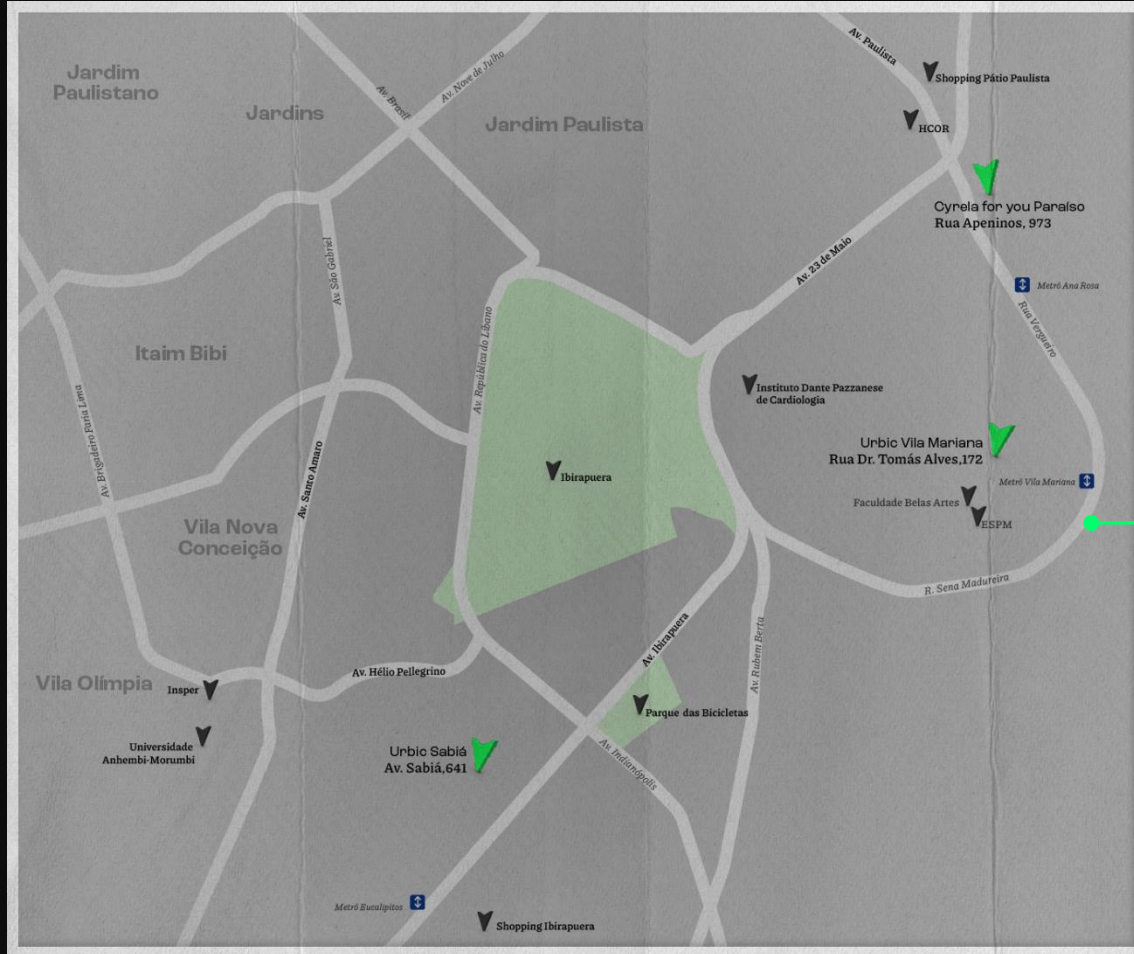 Av. Paulista
Shopping Pátio Paulista
Jardim
Paulistano
Av. Nove de Julho
Av. Brasil
Jardins
Jardim Paulista
HCOR
Cyrela for you Paraíso
Rua Apeninos, 973
Av. São Gabriel
Av. 23 de Maio
Metrô Ana Rosa
Rua Vergueiro
Av. República do Líbano
Itaim Bibi
Instituto Dante Pazzanese
de Cardiologia
Av. Brigadeiro Faria Lima
Urbic Vila Mariana
Rua Dr. Tomás Alves,172
Av. Santo Amaro
Ibirapuera
Metrô Vila Mariana
Faculdade Belas Artes
ESPM
Vila Nova
Conceição
R. Sena Madureira
Av. Ibirapuera
Av. Rubem Berta
Av. Hélio Pellegrino
Vila Olímpia
Insper
Parque das Bicicletas
Universidade
Anhembi-Morumbi
Urbic Sabiá
Av. Sabiá,641
Av. Indianópolis
Metrô Eucaliptos
Shopping Ibirapuera